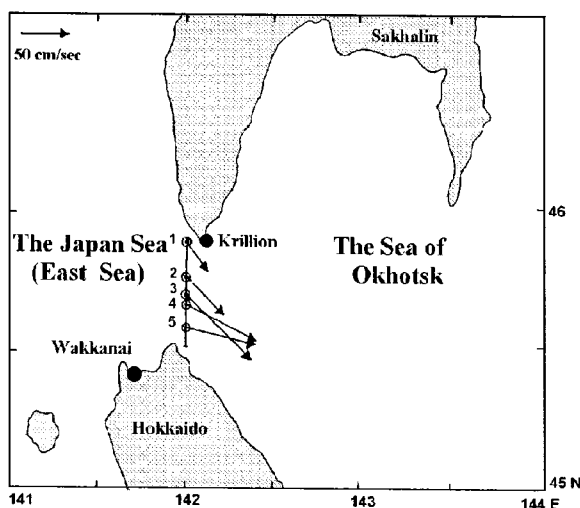 50 cm/sec
Sakhalin
46
1
Krillion
The Japan Sea
(East Sea)
The Sea of
Okhotsk
2
3
4
5
Wakkanai
Hokkaido
45 N
141
142
143
144 E